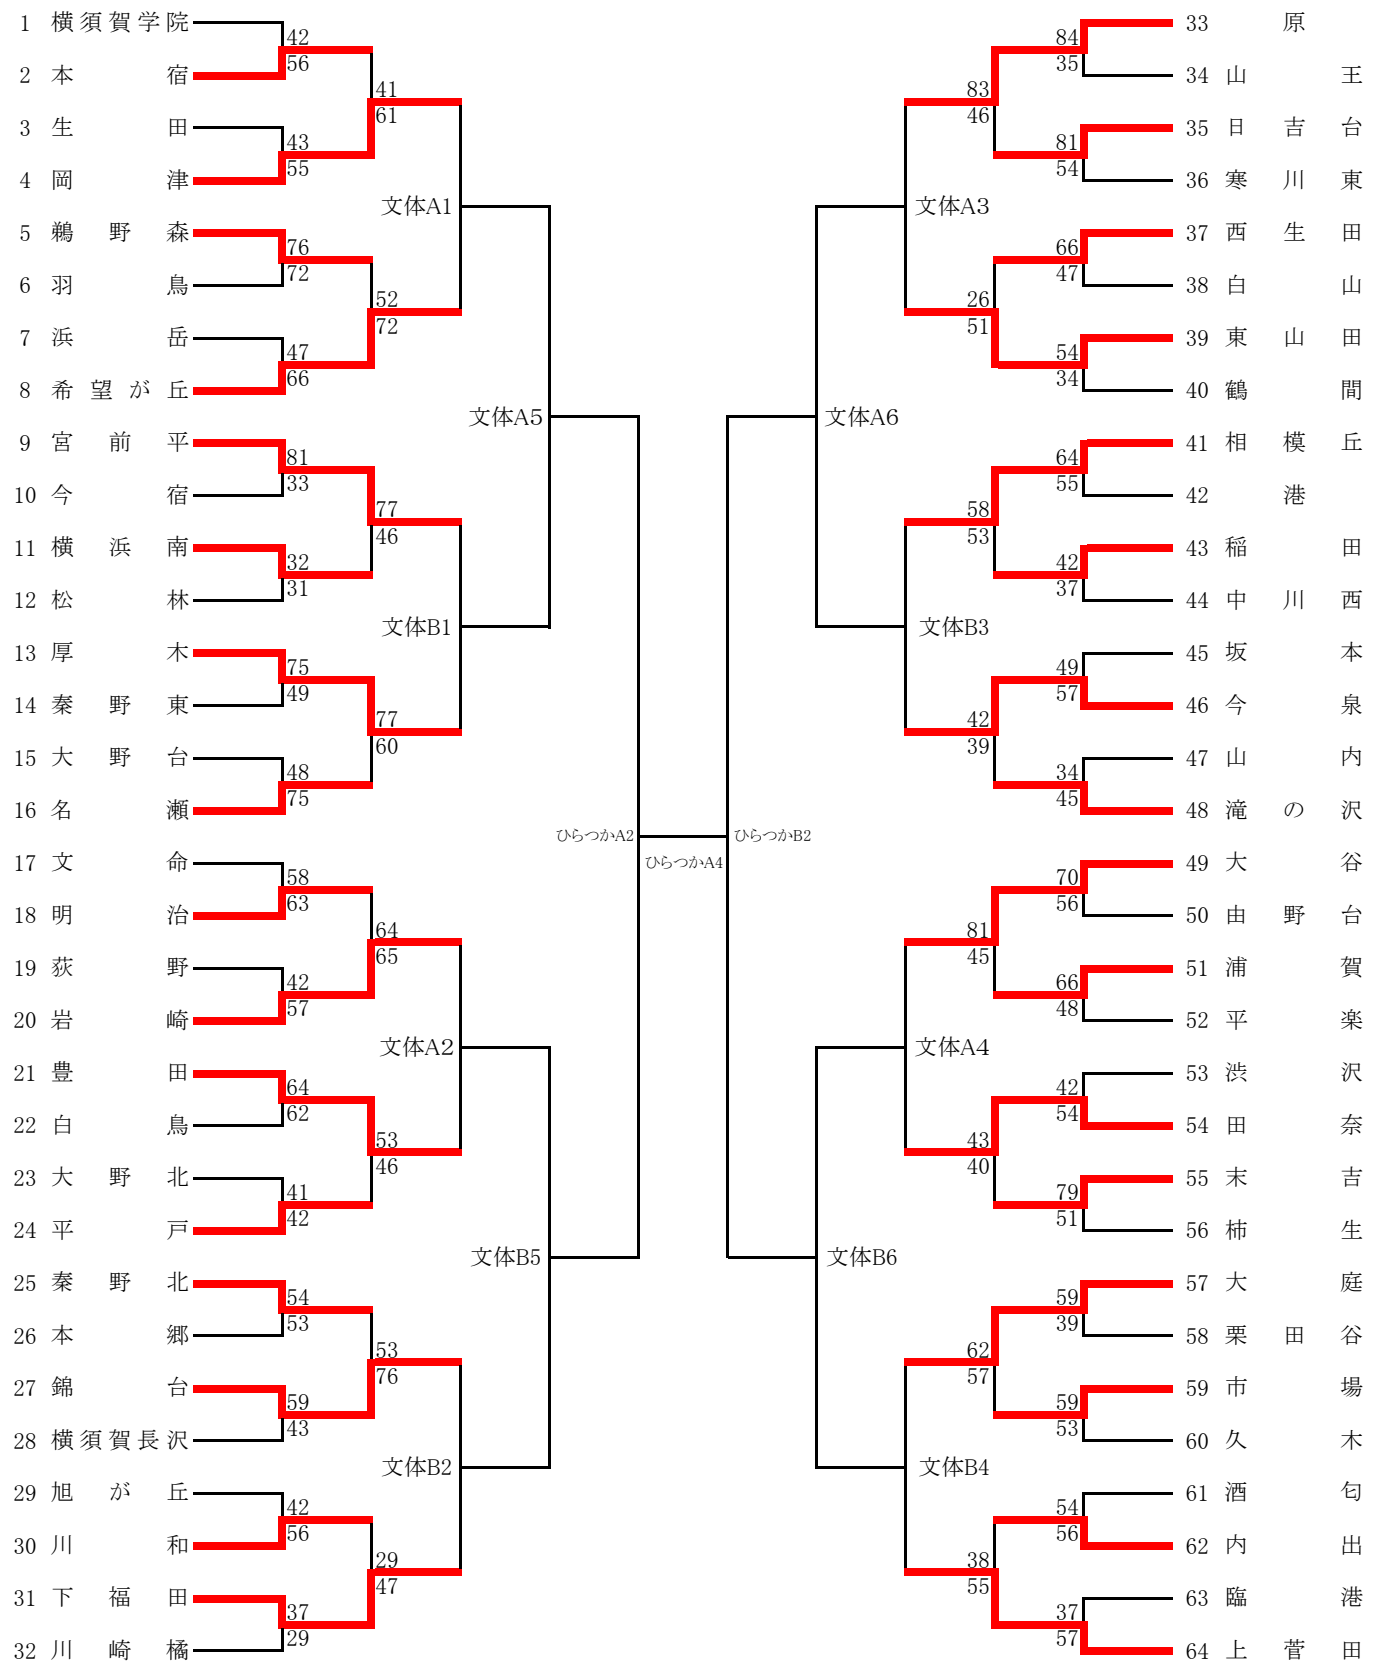 1 横須賀学院
2 本宿
3 生田
4 岡津
5 鵜野森
6 羽鳥
7 浜岳
8 希望が丘
9 宮前平
10 今宿
11 横浜南
12 松林
13 厚木
14 秦野東
15 大野台
16 名瀬
17 文命
18 明治
19 荻野
20 岩崎
21 豊田
22 白鳥
23 大野北
24 平戸
25 秦野北
26 本郷
27 錦台
28 横須賀長沢
29 旭が丘
30 川和
31 下福田
32 川崎橘
42
56
43
55
76
72
47
66
81
33
32
31
75
49
48
75
58
63
42
57
64
62
41
42
54
53
59
43
42
56
37
29
41
61
52
72
77
46
77
60
64
65
53
46
53
76
29
47
文体A1
文体B1
文体A2
文体B2
文体A5
文体B5
ひらつかA2
ひらつかA4
ひらつかB2
文体A6
文体B6
文体A3
文体B3
文体A4
文体B4
83
46
26
51
58
53
42
39
81
45
43
40
62
57
38
55
84
35
81
54
66
47
54
34
64
55
42
37
49
57
34
45
70
56
66
48
42
54
79
51
59
39
59
53
54
56
37
57
33 原
34 山王
35 日吉台
36 寒川東
37 西生田
38 白山
39 東山田
40 鶴間
41 相模丘
42 港
43 稲田
44 中川西
45 坂本
46 今泉
47 山内
48 滝の沢
49 大谷
50 由野台
51 浦賀
52 平楽
53 渋沢
54 田奈
55 末吉
56 柿生
57 大庭
58 栗田谷
59 市場
60 久木
61 酒匂
62 内出
63 臨港
64 上菅田